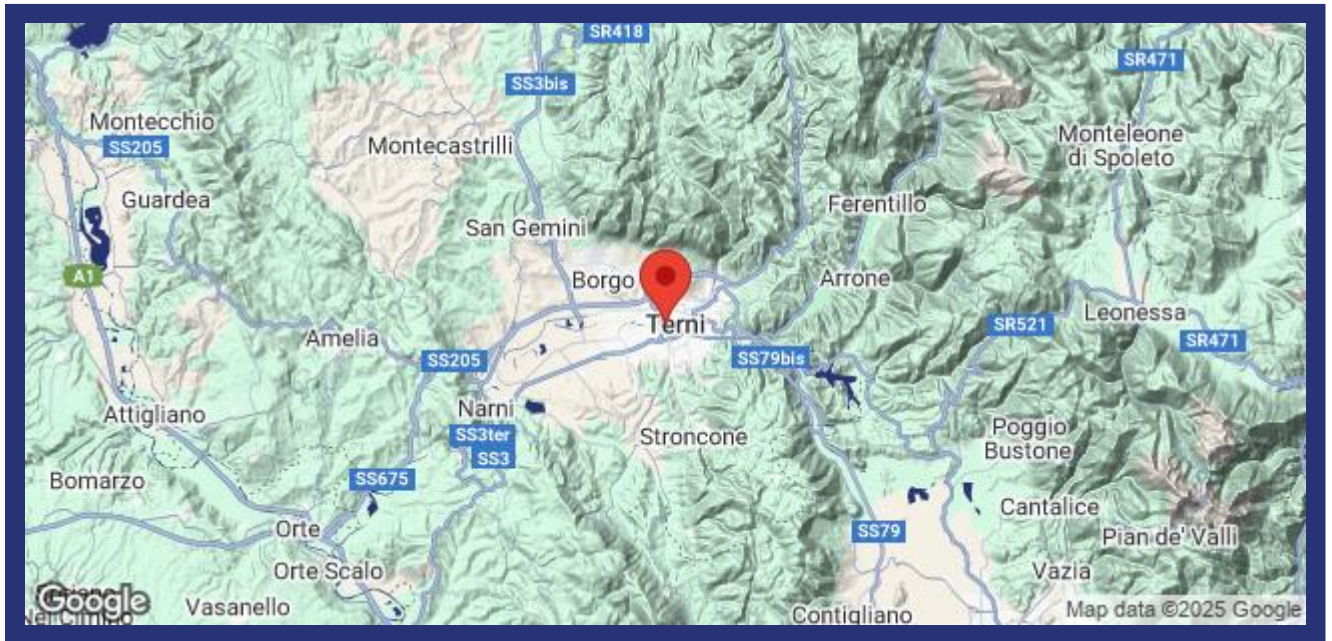 SR418
SR471
SS3bis
Montecchio
SS205
Montecastrilli
Monteleone
di Spoleto
Guardea
Ferentillo
San Gemini
A1
Borgo
Arrone
Leonessa
Terni
SR521
Amelia
SR471
SS205
SS79bis
Attigliano
Narni
SS3ter
Stroncone
Poggio
Bustone
SS3
Bomarzo
SS675
Cantalice
Orte
SS79
Pian de' Valli
Orte Scalo
Vazia
Google
Vasanello
Contigliano
Map data ©2025 Google